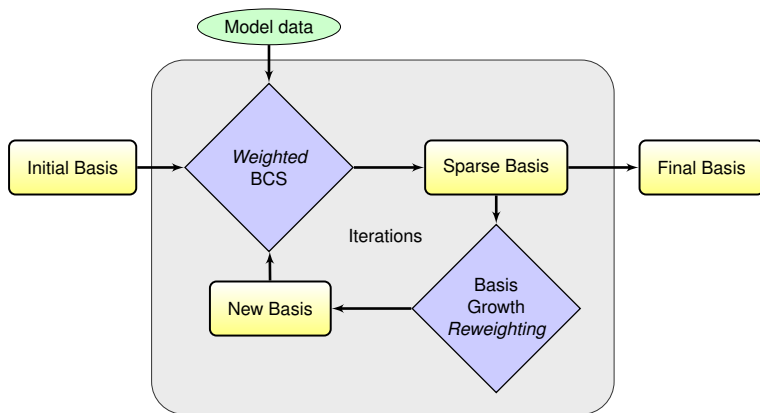 Model data
Initial Basis
Weighted
BCS
Sparse Basis
Final Basis
Iterations
New Basis
Basis
Growth
Reweighting